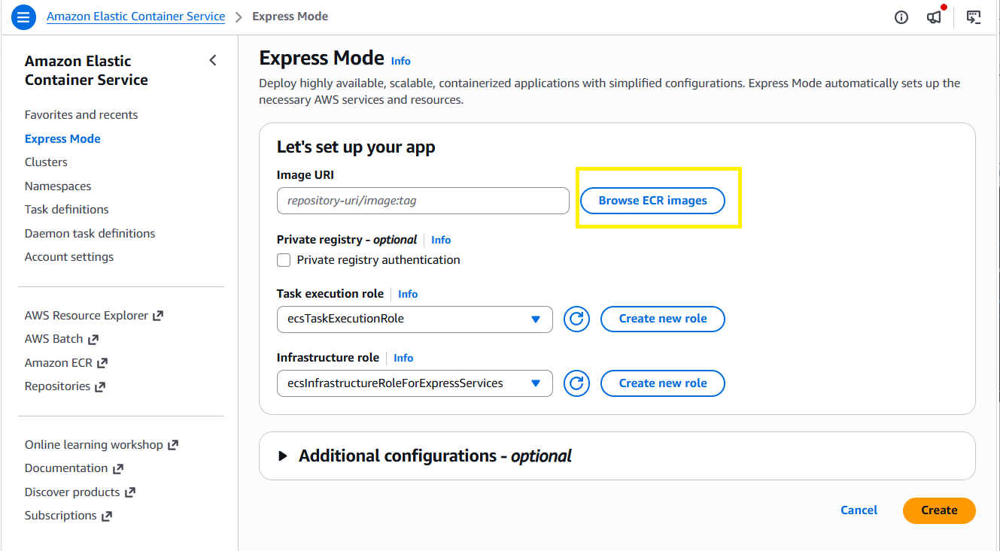 Amazon Elastic Container Service > Express Mode
Amazon Elastic
Container Service
Favorites and recents
Express Mode
Clusters
Namespaces
Task definitions
Daemon task definitions
Account settings
AWS Resource Explorer
AWS Batch
Amazon ECR
Repositories
Online learning workshop
Documentation
Discover products
Subscriptions
Express Mode Info
Deploy highly available, scalable, containerized applications with simplified configurations. Express Mode automatically sets up the
necessary AWS services and resources.
Let's set up your app
Image URI
repository-uri/image:tag Browse ECR images
Private registry - optional Info
Private registry authentication
Task execution role Info
ecsTaskExecutionRole Create new role
Infrastructure role Info
ecsInfrastructureRoleForExpressServices Create new role
Additional configurations - optional
Cancel Create